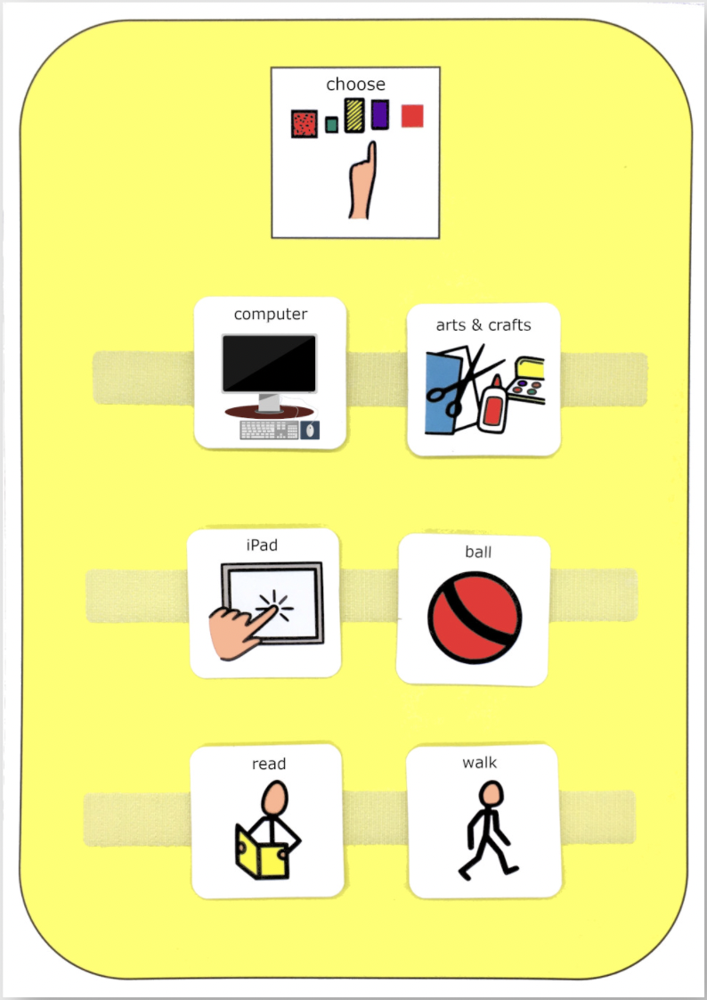 choose
computer
arts & crafts
iPad
ball
read
walk